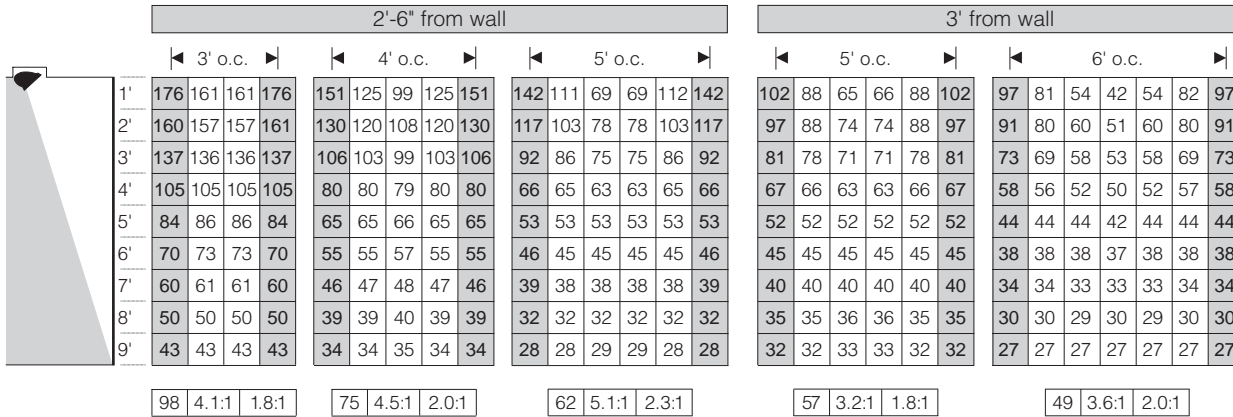 2'-6" from wall 3' from wall
3' o.c. 4' o.c. 5' o.c. 5' o.c. 6' o.c.
1' 176 161 161 176 151 125 99 125 151 142 111 69 69 112 142 102 88 65 66 88 102 97 81 54 42 54 82 97
2' 160 157 157 161 130 120 108 120 130 117 103 78 78 103 117 97 88 74 74 88 97 91 80 60 51 60 80 91
3' 137 136 136 137 106 103 99 103 106 92 86 75 75 86 92 81 78 71 71 78 81 73 69 58 53 58 69 73
4' 105 105 105 105 80 80 79 80 80 66 65 63 63 65 66 67 66 63 63 66 67 58 56 52 50 52 57 58
5' 84 86 86 84 65 65 66 65 65 53 53 53 53 53 53 52 52 52 52 52 52 44 44 44 42 44 44 44
6' 70 73 73 70 55 55 57 55 55 46 45 45 45 45 46 45 45 45 45 45 45 38 38 38 37 38 38 38
7' 60 61 61 60 46 47 48 47 46 39 38 38 38 38 39 40 40 40 40 40 40 34 34 33 33 33 34 34
8' 50 50 50 50 39 39 40 39 39 32 32 32 32 32 32 35 35 36 36 35 35 30 30 29 30 29 30 30
9' 43 43 43 43 34 34 35 34 34 28 28 29 29 28 28 32 32 33 33 32 32 27 27 27 27 27 27 27
98 4.1:1 1.8:1 75 4.5:1 2.0:1 62 5.1:1 2.3:1 57 3.2:1 1.8:1 49 3.6:1 2.0:1